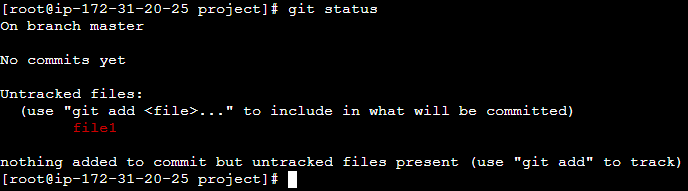 [root@ip-172-31-20-25 project]# git status
On branch master
No commits yet
Untracked files:
  (use "git add <file>..." to include in what will be committed)
        file1
nothing added to commit but untracked files present (use "git add" to track)
[root@ip-172-31-20-25 project]#